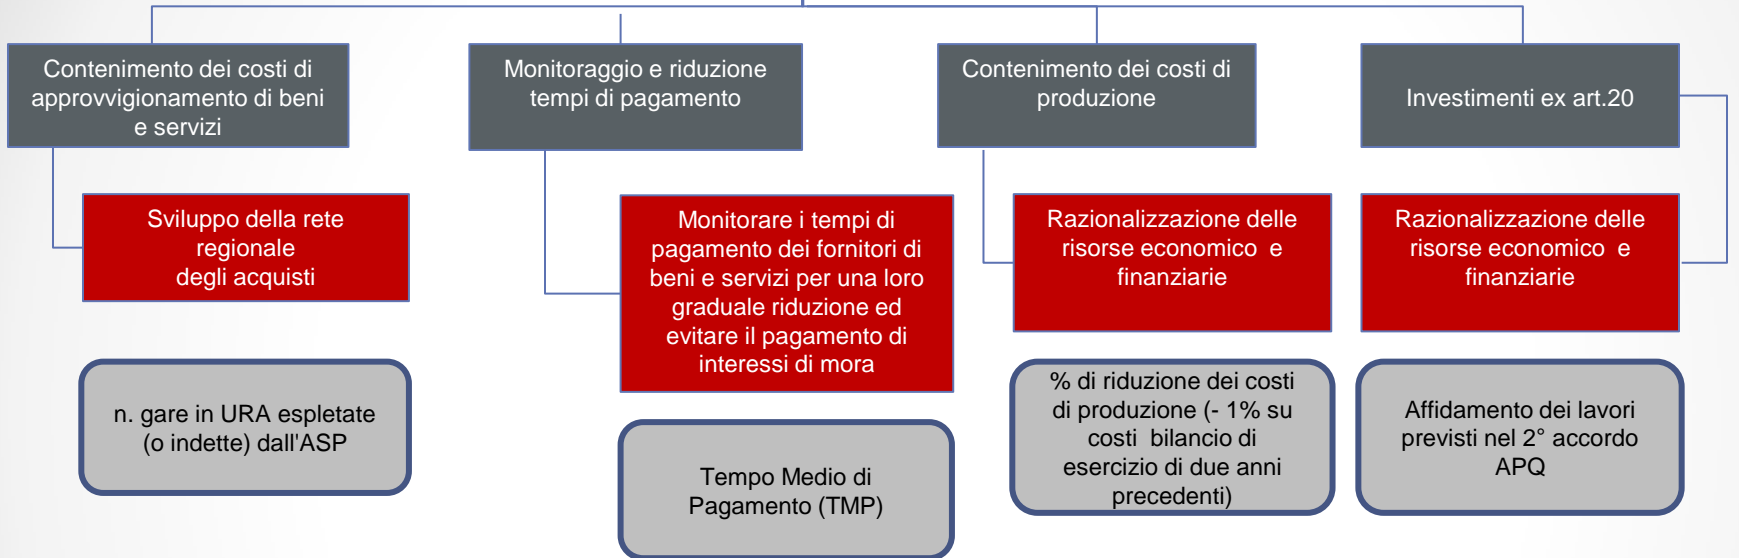 Contenimento dei costi di
approvvigionamento di beni
e servizi
Monitoraggio e riduzione
tempi di pagamento
Contenimento dei costi di
produzione
Investimenti ex art.20
Sviluppo della rete
regionale
degli acquisti
Monitorare i tempi di
pagamento dei fornitori di
beni e servizi per una loro
graduale riduzione ed
evitare il pagamento di
interessi di mora
Razionalizzazione delle
risorse economico e
finanziarie
Razionalizzazione delle
risorse economico e
finanziarie
n. gare in URA espletate
(o indette) dall'ASP
Tempo Medio di
Pagamento (TMP)
% di riduzione dei costi
di produzione (- 1% su
costi bilancio di
esercizio di due anni
precedenti)
Affidamento dei lavori
previsti nel 2° accordo
APQ